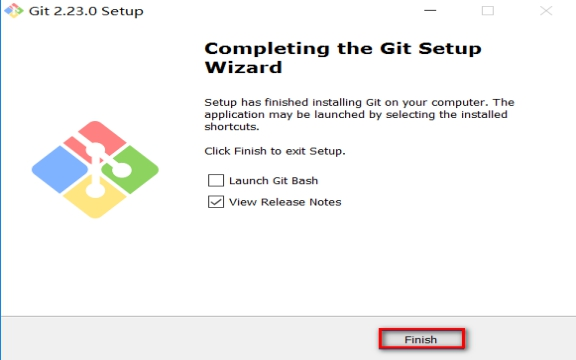 Git 2.23.0 Setup
Completing the Git Setup
Wizard
Setup has finished installing Git on your computer. The
application may be launched by selecting the installed
shortcuts.
Click Finish to exit Setup.
Launch Git Bash
View Release Notes
Finish